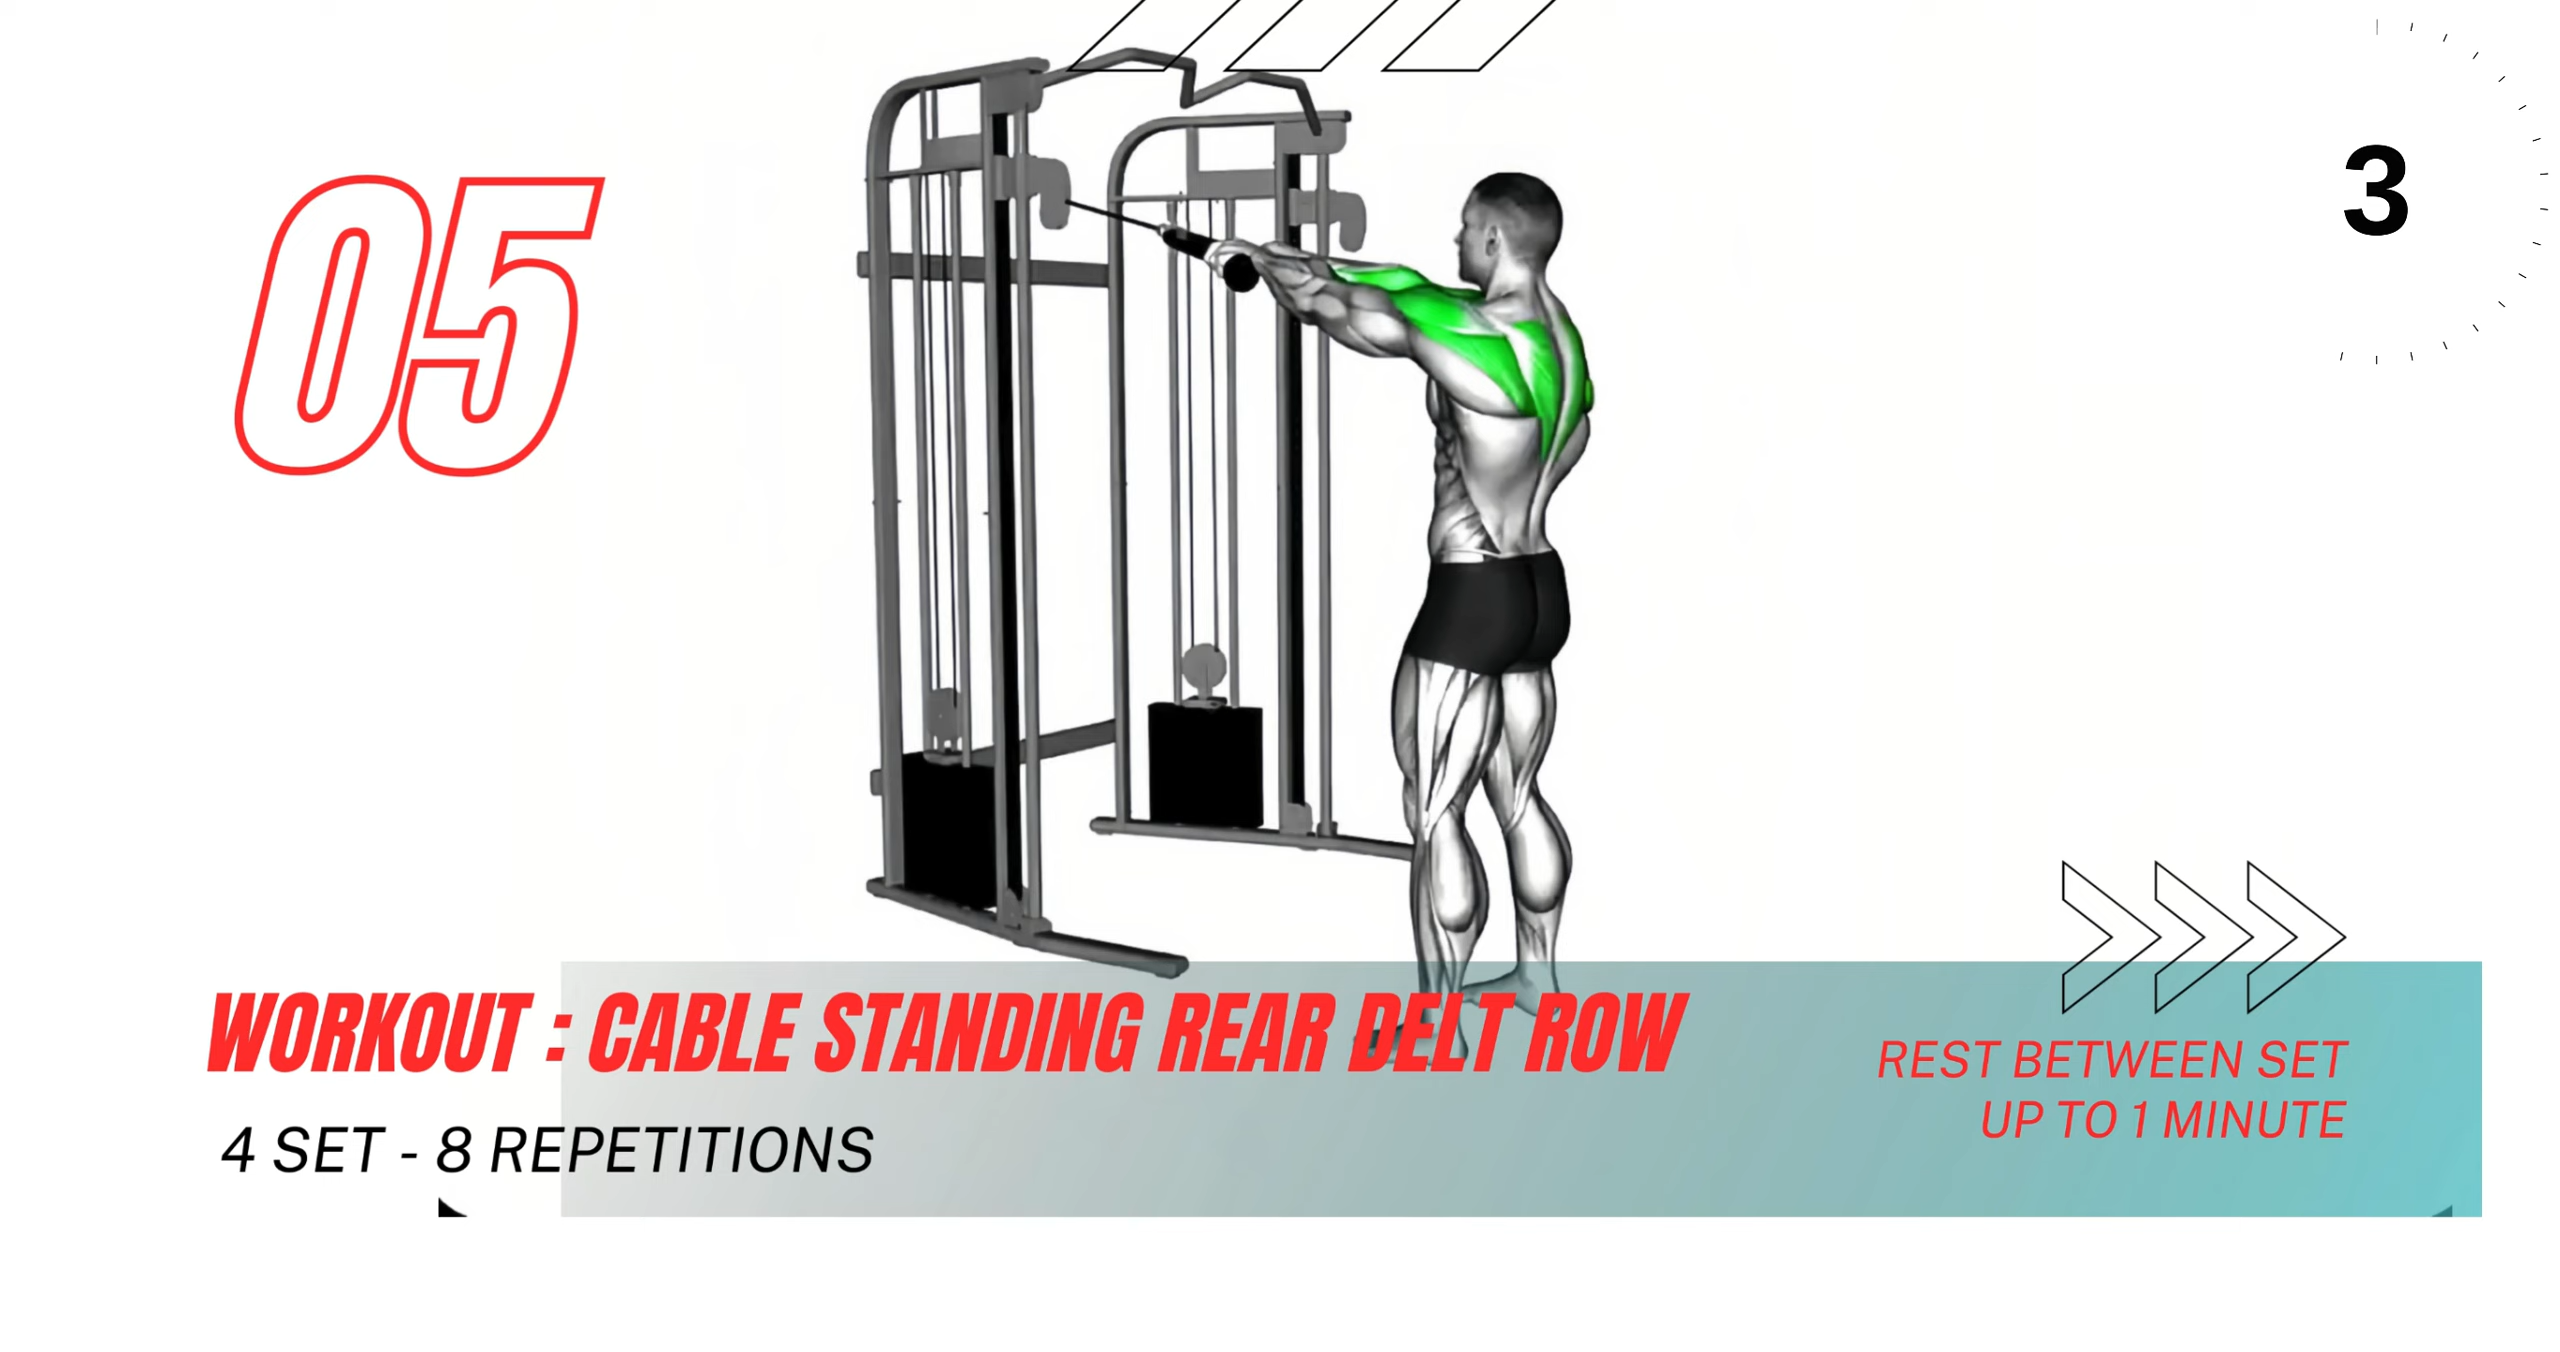 05
3
WORKOUT : CABLE STANDING REAR DELT ROW
4 SET - 8 REPETITIONS
REST BETWEEN SET
UP TO 1 MINUTE